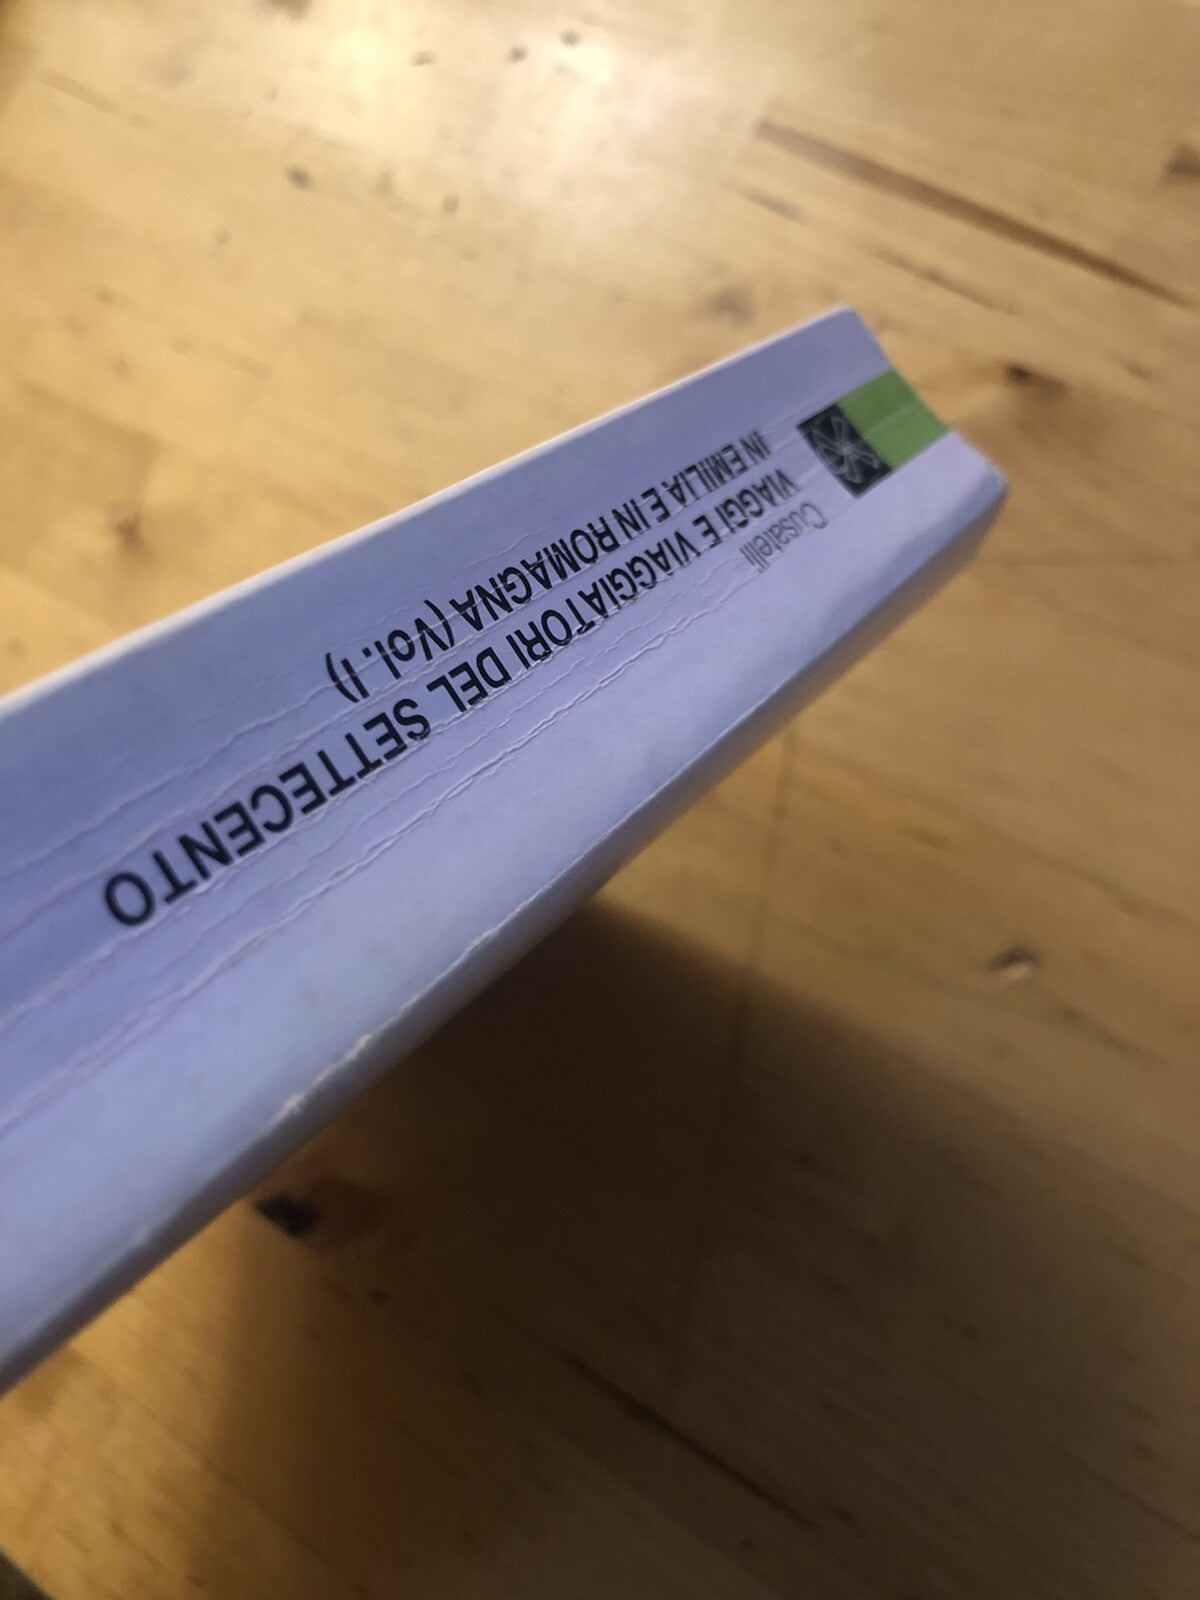 Cusatelli
VIAGGI E VIAGGIATORI DEL SETTECENTO
IN EMILIA E IN ROMAGNA (Vol. I)